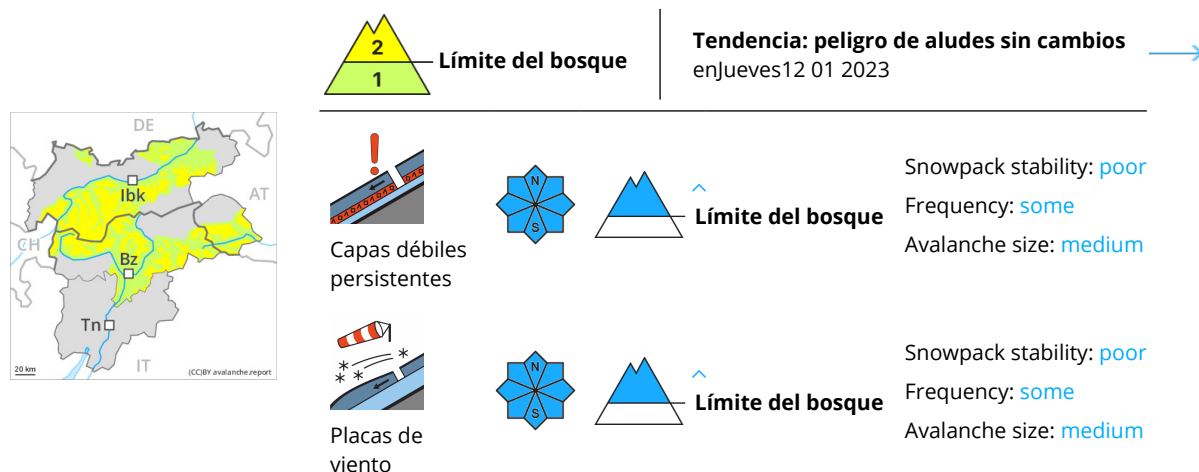 2
1
Límite del bosque
Tendencia: peligro de aludes sin cambios
enJueves12 01 2023
DE
Ibk
AT
CH
Bz
Tn
IT
20 km
(CC)BY avalanche.report
Capas débiles
persistentes
N
S
Límite del bosque
Snowpack stability: poor
Frequency: some
Avalanche size: medium
Placas de
viento
N
S
Límite del bosque
Snowpack stability: poor
Frequency: some
Avalanche size: medium